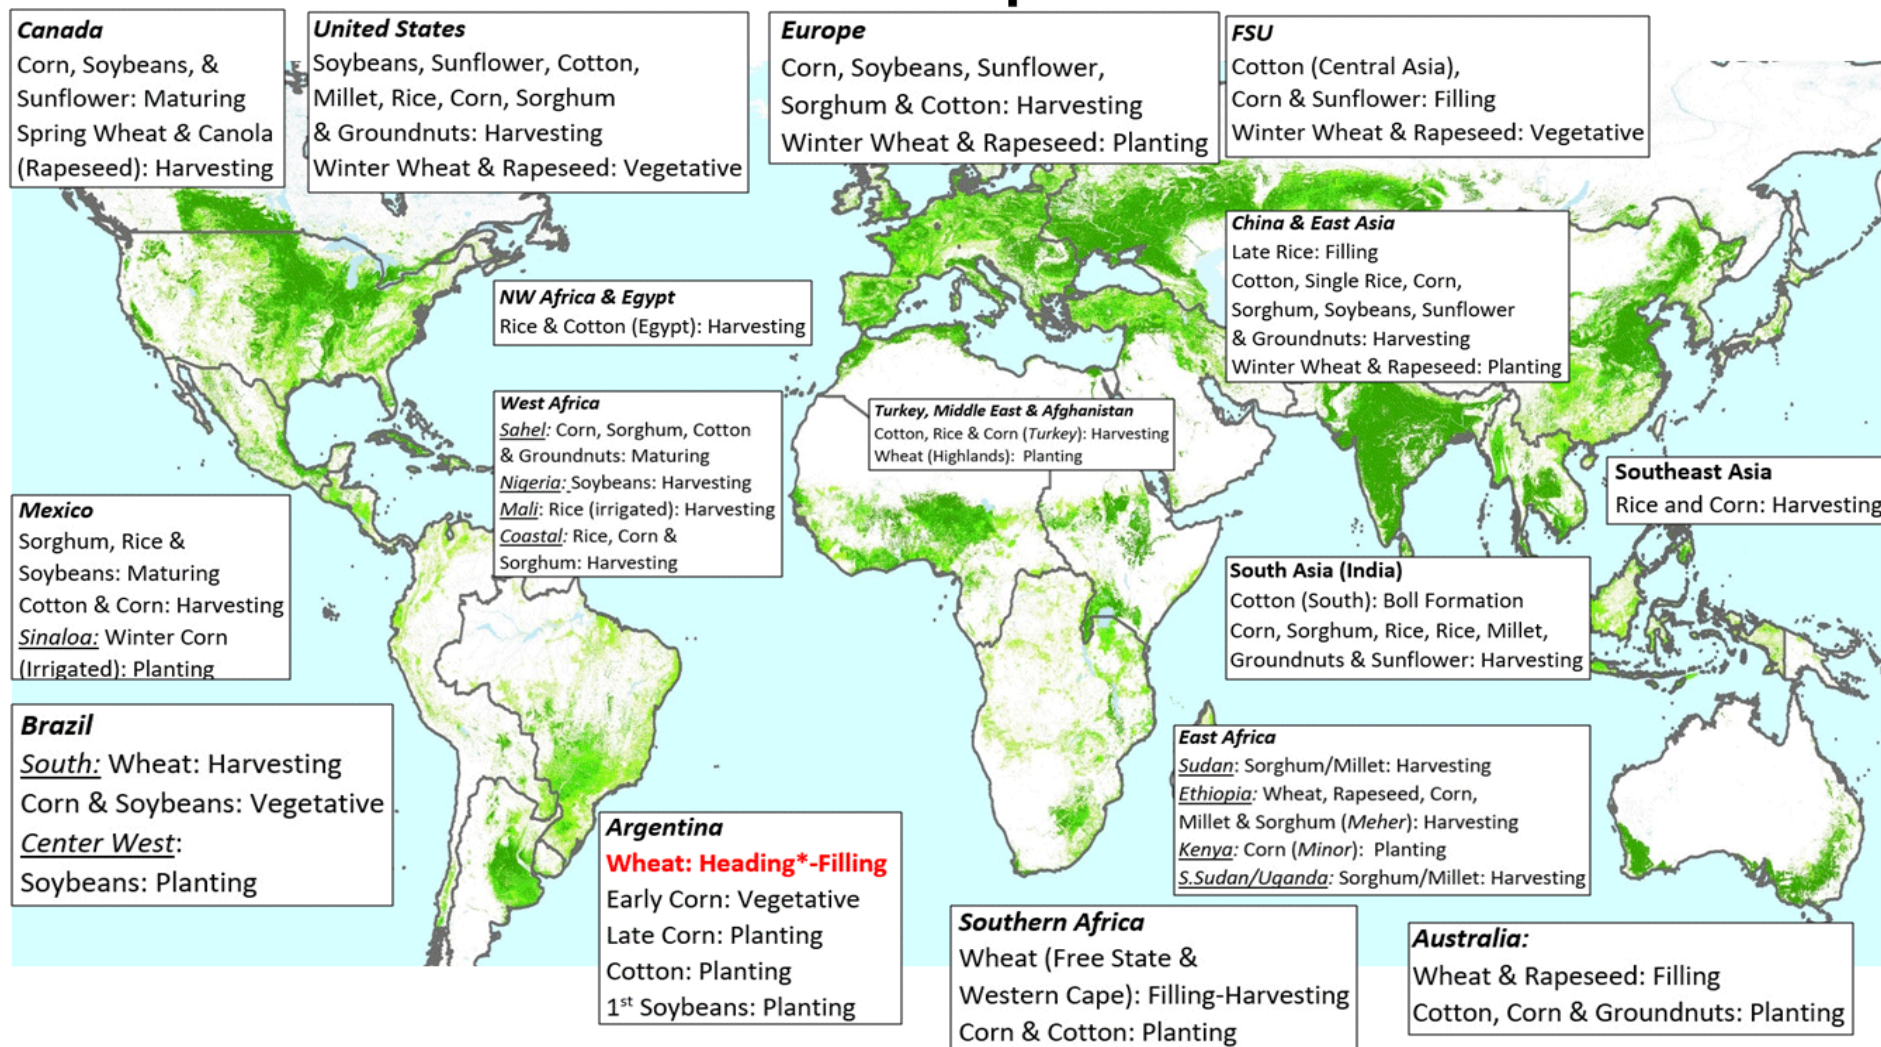 Canada
Corn, Soybeans, &
Sunflower: Maturing
Spring Wheat & Canola
(Rapeseed): Harvesting
United States
Soybeans, Sunflower, Cotton,
Millet, Rice, Corn, Sorghum
& Groundnuts: Harvesting
Winter Wheat & Rapeseed: Vegetative
Europe
Corn, Soybeans, Sunflower,
Sorghum & Cotton: Harvesting
Winter Wheat & Rapeseed: Planting
FSU
Cotton (Central Asia),
Corn & Sunflower: Filling
Winter Wheat & Rapeseed: Vegetative
China & East Asia
Late Rice: Filling
Cotton, Single Rice, Corn,
Sorghum, Soybeans, Sunflower
& Groundnuts: Harvesting
Winter Wheat & Rapeseed: Planting
NW Africa & Egypt
Rice & Cotton (Egypt): Harvesting
West Africa
Sahel: Corn, Sorghum, Cotton
& Groundnuts: Maturing
Nigeria: Soybeans: Harvesting
Mali: Rice (irrigated): Harvesting
Coastal: Rice, Corn &
Sorghum: Harvesting
Turkey, Middle East & Afghanistan
Cotton, Rice & Corn (Turkey): Harvesting
Wheat (Highlands): Planting
Southeast Asia
Rice and Corn: Harvesting
Mexico
Sorghum, Rice &
Soybeans: Maturing
Cotton & Corn: Harvesting
Sinaloa: Winter Corn
(Irrigated): Planting
South Asia (India)
Cotton (South): Boll Formation
Corn, Sorghum, Rice, Rice, Millet,
Groundnuts & Sunflower: Harvesting
Brazil
South: Wheat: Harvesting
Corn & Soybeans: Vegetative
Center West:
Soybeans: Planting
East Africa
Sudan: Sorghum/Millet: Harvesting
Ethiopia: Wheat, Rapeseed, Corn,
Millet & Sorghum (Meher): Harvesting
Kenya: Corn (Minor): Planting
S.Sudan/Uganda: Sorghum/Millet: Harvesting
Argentina
Wheat: Heading*-Filling
Early Corn: Vegetative
Late Corn: Planting
Cotton: Planting
1st Soybeans: Planting
Southern Africa
Wheat (Free State &
Western Cape): Filling-Harvesting
Corn & Cotton: Planting
Australia:
Wheat & Rapeseed: Filling
Cotton, Corn & Groundnuts: Planting